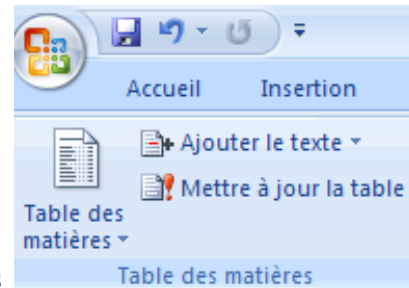 Accueil Insertion
Ajouter le texte
Mettre à jour la table
Table des
matières
Table des matières